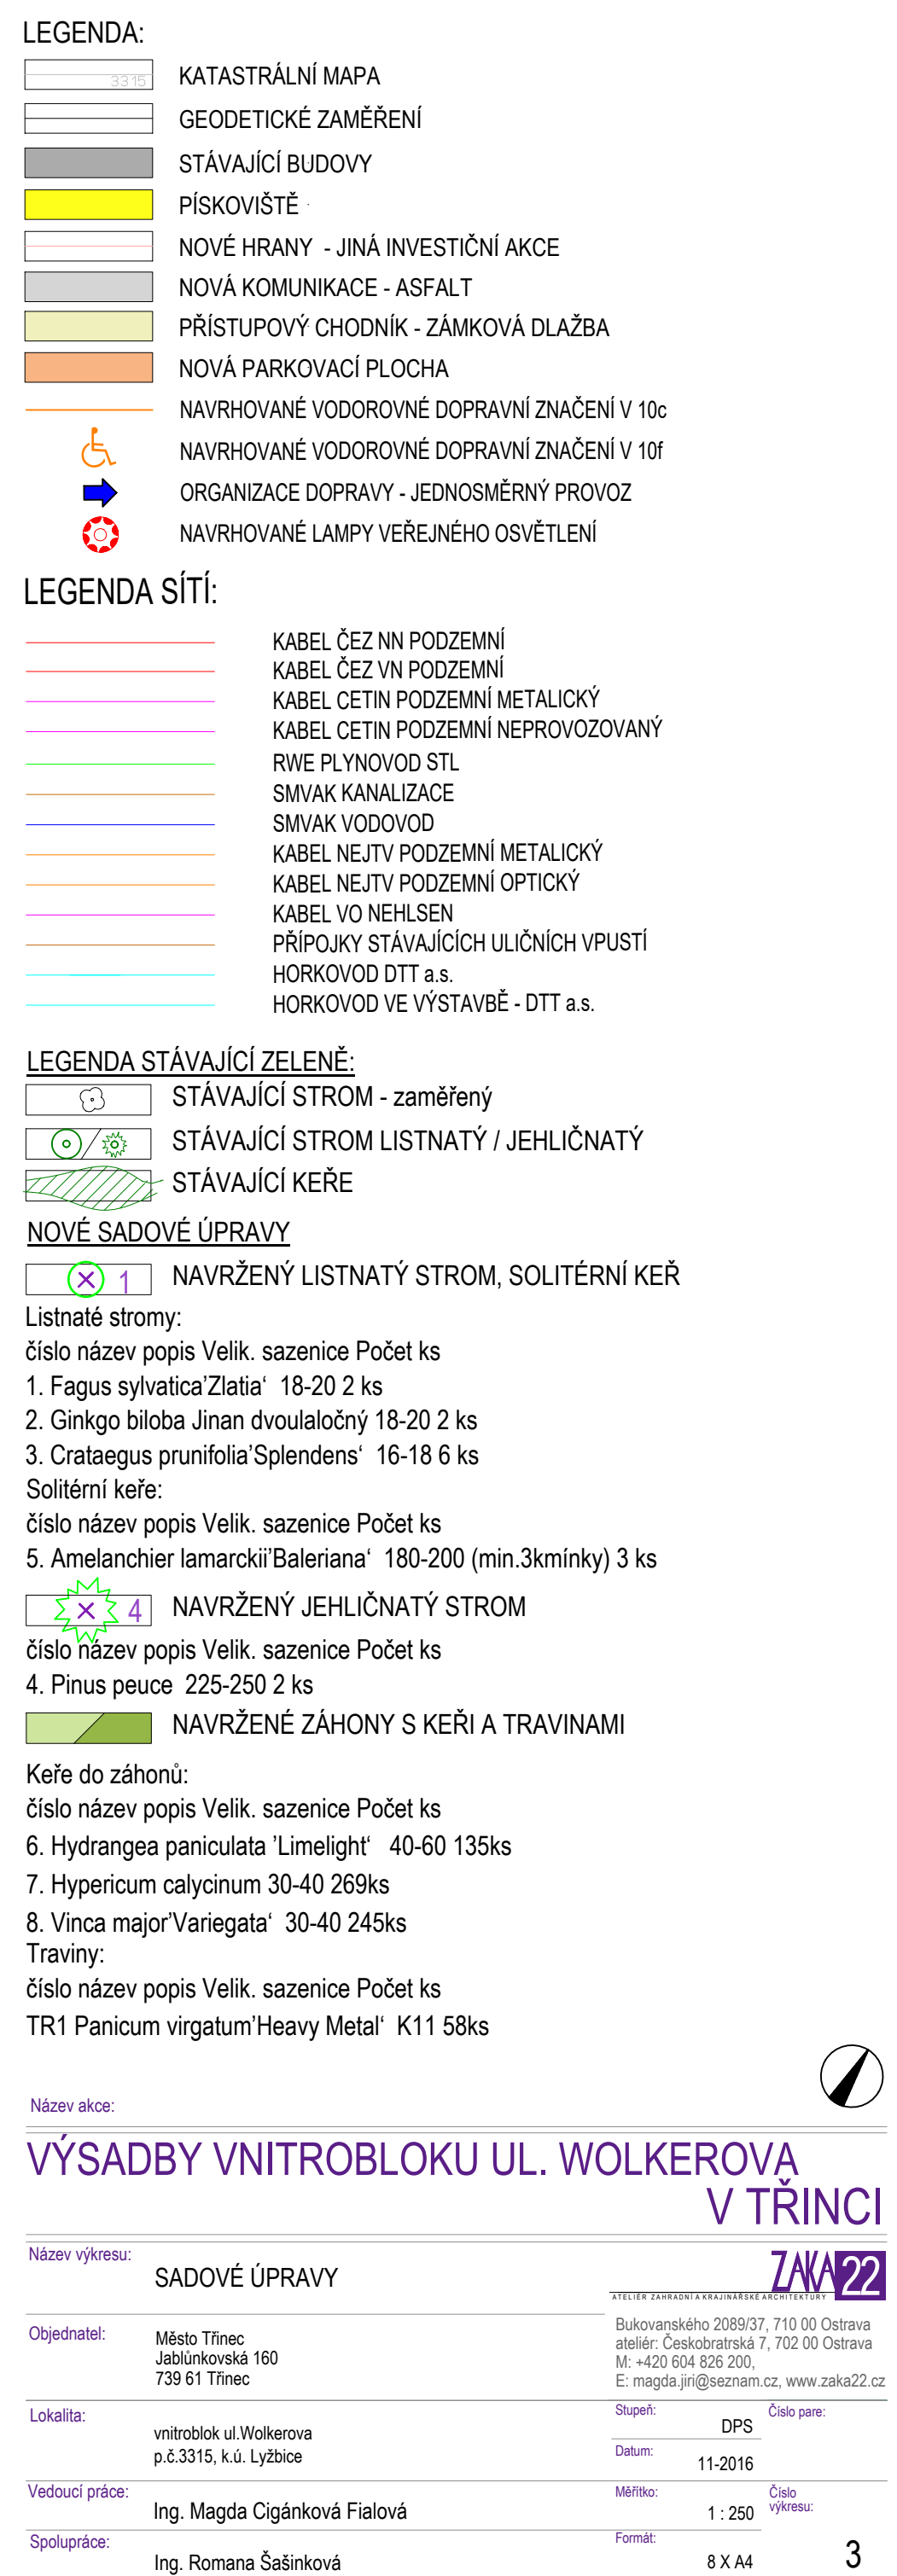 LEGENDA:
3315 KATASTRÁLNÍ MAPA
GEODETICKÉ ZAMĚŘENÍ
STÁVAJÍCÍ BUDOVY
PÍSKOVIŠTĚ
NOVÉ HRANY - JINÁ INVESTIČNÍ AKCE
NOVÁ KOMUNIKACE - ASFALT
PŘÍSTUPOVÝ CHODNÍK - ZÁMKOVÁ DLAŽBA
NOVÁ PARKOVACÍ PLOCHA
NAVRHOVANÉ VODOROVNÉ DOPRAVNÍ ZNAČENÍ V 10c
NAVRHOVANÉ VODOROVNÉ DOPRAVNÍ ZNAČENÍ V 10f
ORGANIZACE DOPRAVY - JEDNOSMĚRNÝ PROVOZ
NAVRHOVANÉ LAMPY VEŘEJNÉHO OSVĚTLENÍ
LEGENDA SÍTÍ:
KABEL ČEZ NN PODZEMNÍ
KABEL ČEZ VN PODZEMNÍ
KABEL CETIN PODZEMNÍ METALICKÝ
KABEL CETIN PODZEMNÍ NEPROVOZOVANÝ
RWE PLYNOVOD STL
SMVAK KANALIZACE
SMVAK VODOVOD
KABEL NEJTV PODZEMNÍ METALICKÝ
KABEL NEJTV PODZEMNÍ OPTICKÝ
KABEL VO NEHLSEN
PŘÍPOJKY STÁVAJÍCÍCH ULIČNÍCH VPUSTÍ
HORKOVOD DTT a.s.
HORKOVOD VE VÝSTAVBĚ - DTT a.s.
LEGENDA STÁVAJÍCÍ ZELENĚ:
STÁVAJÍCÍ STROM - zaměřený
STÁVAJÍCÍ STROM LISTNATÝ / JEHLIČNATÝ
STÁVAJÍCÍ KEŘE
NOVÉ SADOVÉ ÚPRAVY
1 NAVRŽENÝ LISTNATÝ STROM, SOLITÉRNÍ KEŘ
Listnaté stromy:
číslo název popis Velik. sazenice Počet ks
1. Fagus sylvatica'Zlatia‘ 18-20 2 ks
2. Ginkgo biloba Jinan dvoulaločný 18-20 2 ks
3. Crataegus prunifolia'Splendens‘ 16-18 6 ks
Solitérní keře:
číslo název popis Velik. sazenice Počet ks
5. Amelanchier lamarckii'Baleriana‘ 180-200 (min.3kmínky) 3 ks
4 NAVRŽENÝ JEHLIČNATÝ STROM
číslo název popis Velik. sazenice Počet ks
4. Pinus peuce 225-250 2 ks
NAVRŽENÉ ZÁHONY S KEŘI A TRAVINAMI
Keře do záhonů:
číslo název popis Velik. sazenice Počet ks
6. Hydrangea paniculata 'Limelight‘ 40-60 135ks
7. Hypericum calycinum 30-40 269ks
8. Vinca major'Variegata‘ 30-40 245ks
Traviny:
číslo název popis Velik. sazenice Počet ks
TR1 Panicum virgatum'Heavy Metal‘ K11 58ks
Název akce:
VÝSADBY VNITROBLOKU UL. WOLKEROVA
V TŘINCI
Název výkresu:
SADOVÉ ÚPRAVY
ZAKA 22
ATELIÉR ZAHRADNÍ A KRAJINÁŘSKÉ ARCHITEKTURY
Objednatel:
Město Třinec
Jablůnkovská 160
739 61 Třinec
Bukovanského 2089/37, 710 00 Ostrava
ateliér: Českobratrská 7, 702 00 Ostrava
M: +420 604 826 200,
E: magda.jiri@seznam.cz, www.zaka22.cz
Lokalita:
vnitroblok ul.Wolkerova
p.č.3315, k.ú. Lyžbice
Stupeň:
DPS
Číslo pare:
Datum:
11-2016
Vedoucí práce:
Ing. Magda Cigánková Fialová
Měřítko:
1 : 250
Číslo
výkresu:
Spolupráce:
Ing. Romana Šašinková
Formát:
8 X A4
3